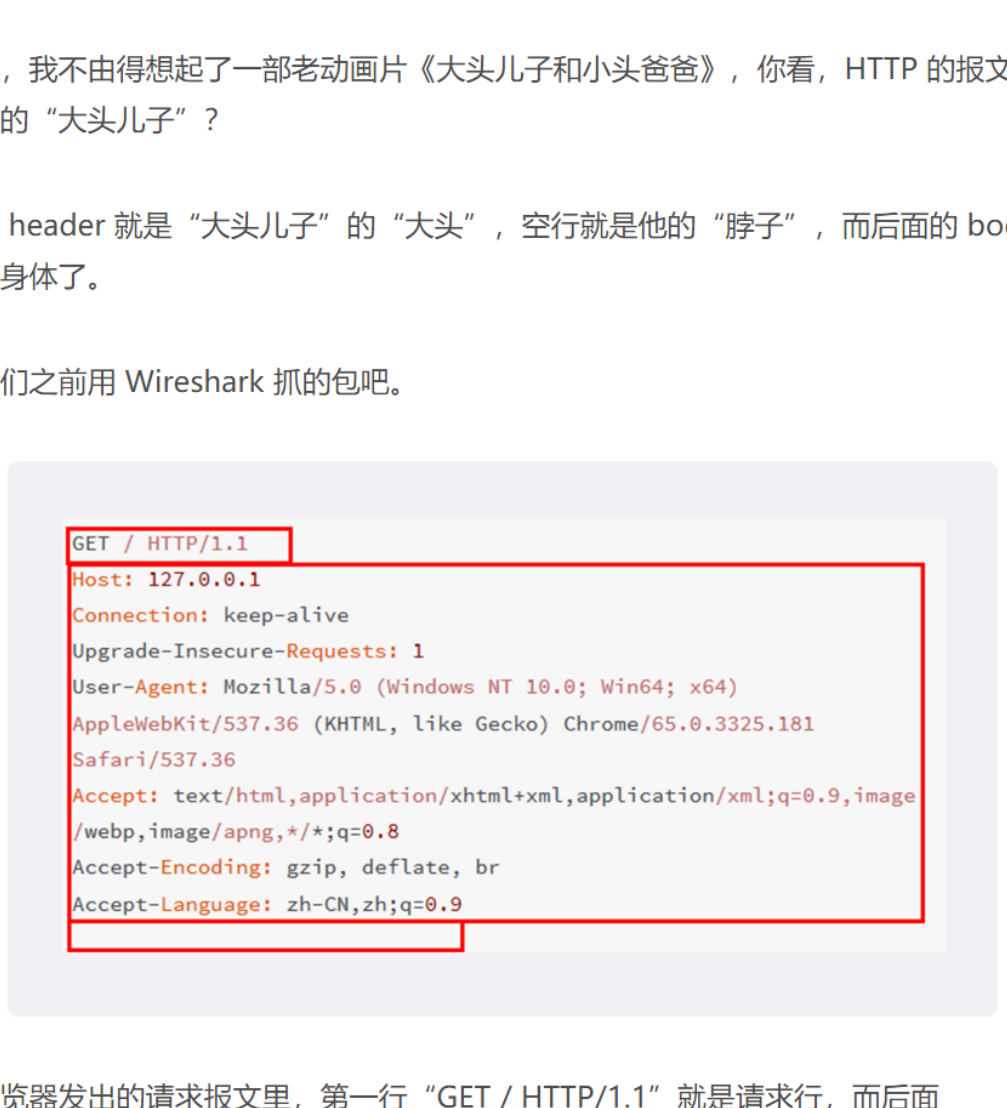 ，我不由得想起了一部老动画片《大头儿子和小头爸爸》，你看，HTTP 的报文
的“大头儿子”？
header 就是“大头儿子”的“大头”，空行就是他的“脖子”，而后面的
身体了。
们之前用 Wireshark 抓的包吧。
GET / HTTP/1.1
Host: 127.0.0.1
Connection: keep-alive
Upgrade-Insecure-Requests: 1
User-Agent: Mozilla/5.0 (Windows NT 10.0; Win64; x64)
AppleWebKit/537.36 (KHTML, like Gecko) Chrome/65.0.3325.181
Safari/537.36
Accept: text/html,application/xhtml+xml,application/xml;q=0.9,image
/webp,image/apng,*/*;q=0.8
Accept-Encoding: gzip, deflate, br
Accept-Language: zh-CN,zh;q=0.9
览器发出的请求报文里，第一行“GET / HTTP/1.1”就是请求行，而后面